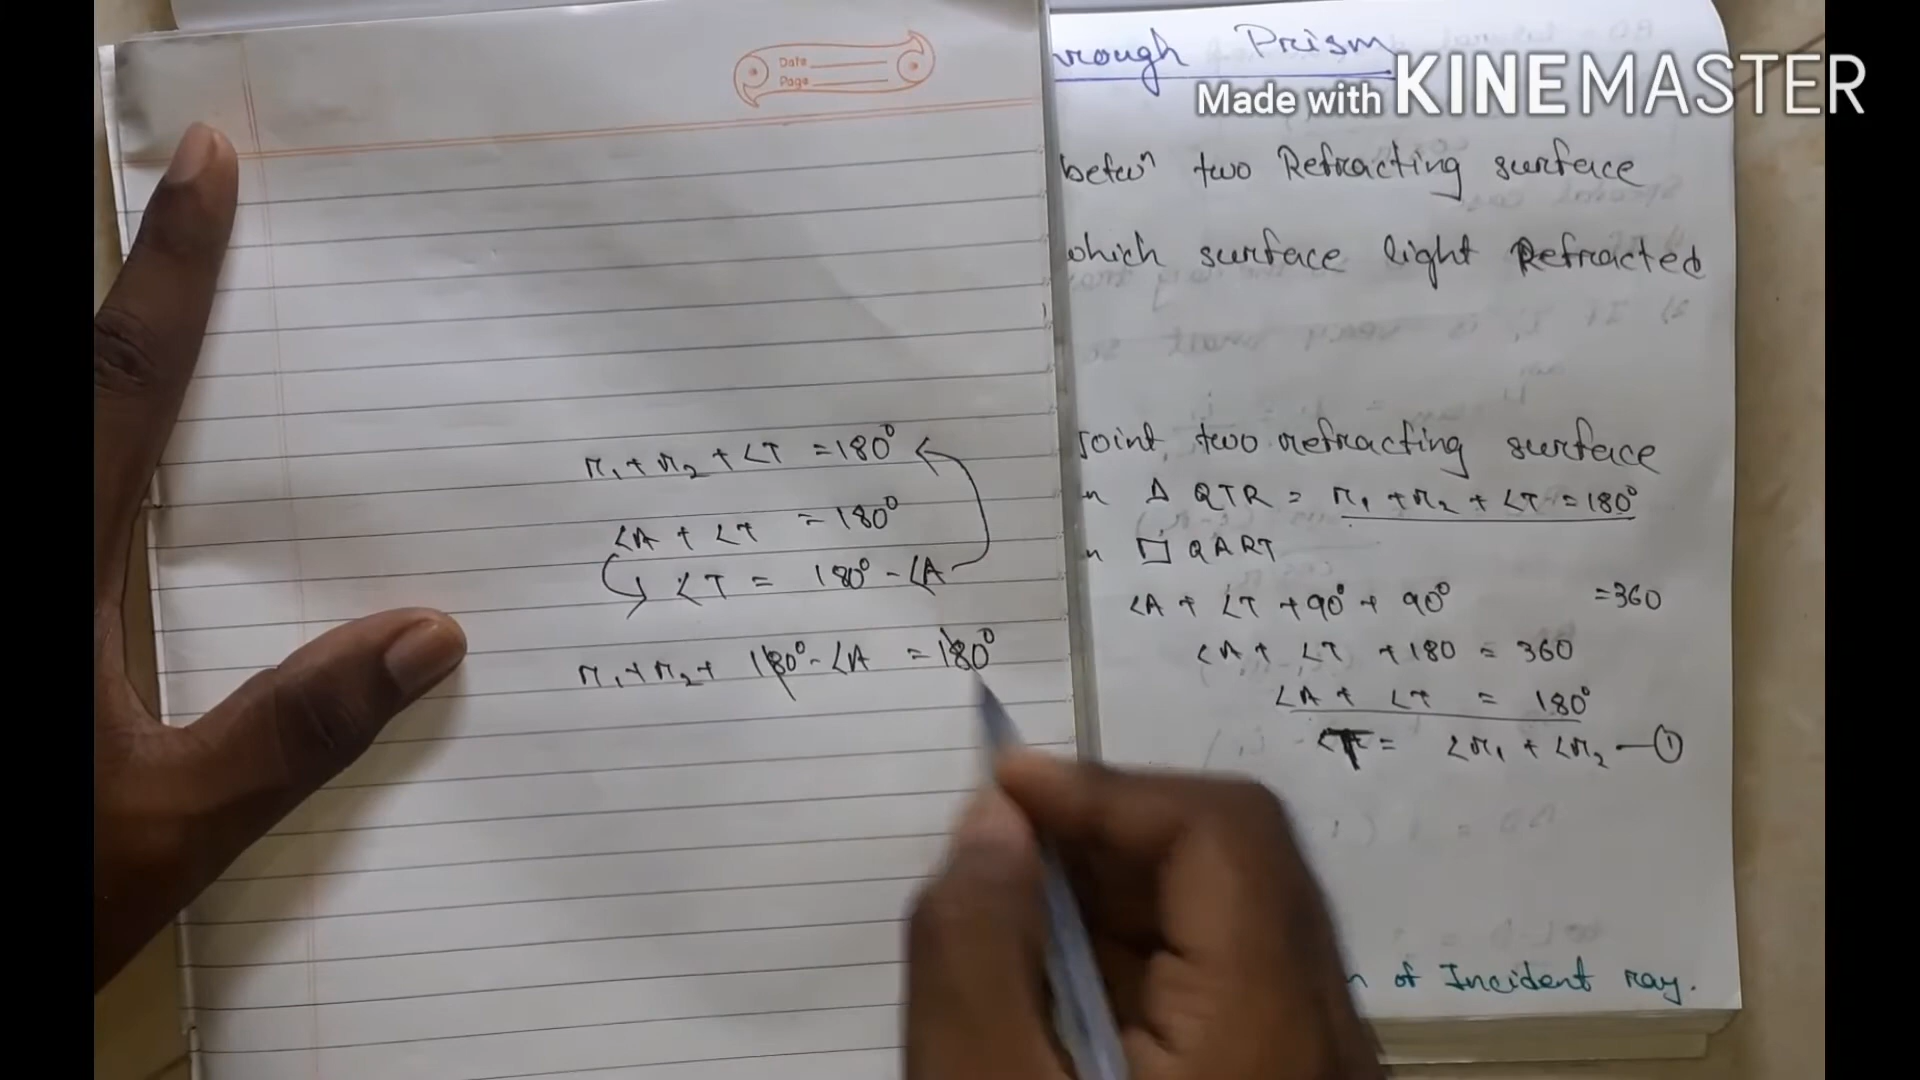 Date
Page
r₁ + r₂ + ∠T = 180°
∠A + ∠T = 180°
∠T = 180° - ∠A
r₁ + r₂ + 180° - ∠A = 180°
rough Prism
Made with KINEMASTER
betwⁿ two Refracting surface
which surface light Refracted
Joint two refracting surface
n Δ QTR = r₁ + r₂ + ∠T = 180°
n □ QART
∠A + ∠T + 90° + 90° = 360
∠A + ∠T + 180 = 360
∠A + ∠T = 180°
∠T = ∠r₁ + ∠r₂ — ①
n of Incident ray.